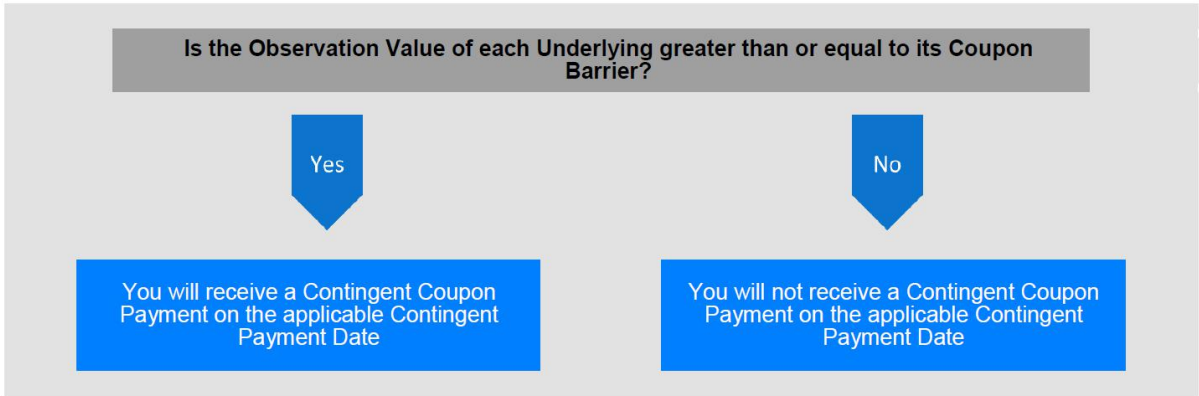 Is the Observation Value of each Underlying greater than or equal to its Coupon
Barrier?
Yes
No
You will receive a Contingent Coupon
Payment on the applicable Contingent
Payment Date
You will not receive a Contingent Coupon
Payment on the applicable Contingent
Payment Date